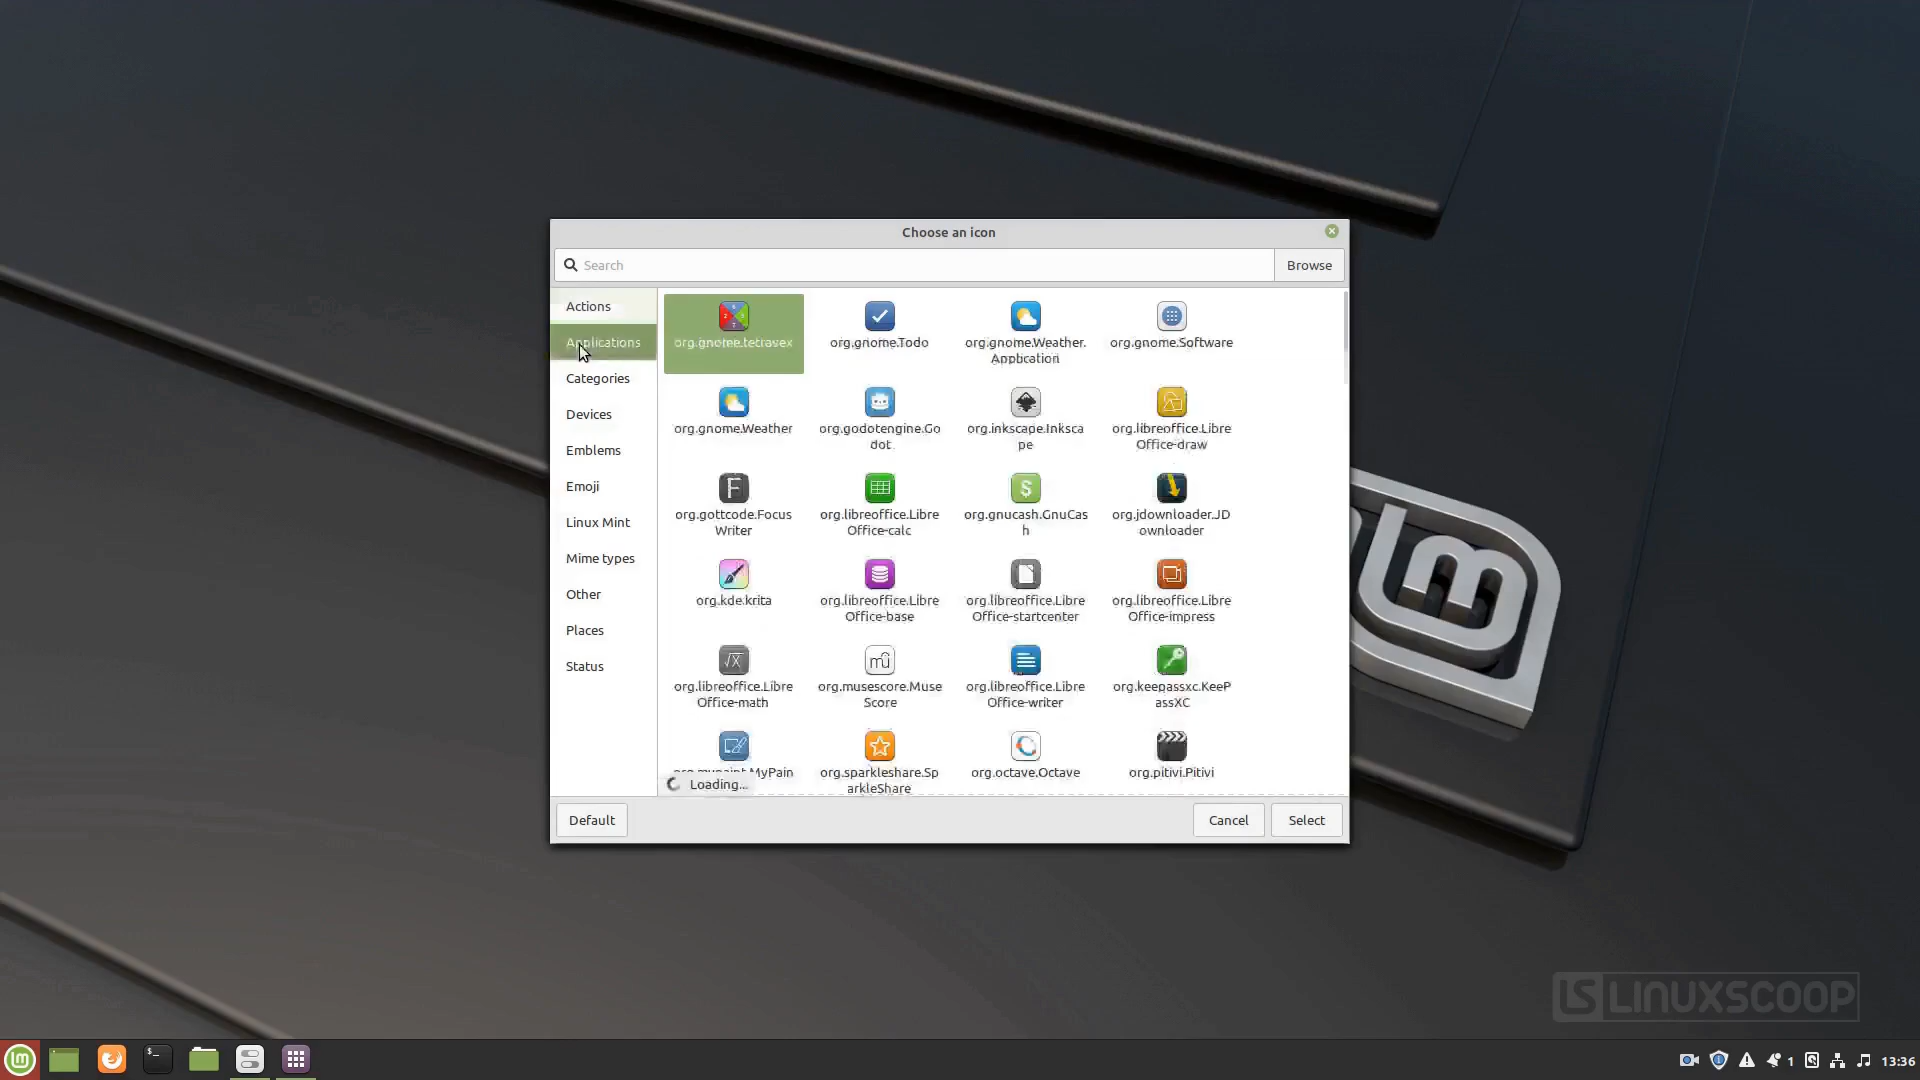 Choose an icon
Search
Browse
Actions
Applications
Categories
Devices
Emblems
Emoji
Linux Mint
Mime types
Other
Places
Status
org.gnome.tetravex
org.gnome.Todo
org.gnome.Weather.
Application
org.gnome.Software
org.gnome.Weather
org.godotengine.Go
dot
org.inkscape.Inksca
pe
org.libreoffice.Libre
Office-draw
org.gottcode.Focus
Writer
org.libreoffice.Libre
Office-calc
org.gnucash.GnuCas
h
org.jdownloader.JD
ownloader
org.kde.krita
org.libreoffice.Libre
Office-base
org.libreoffice.Libre
Office-startcenter
org.libreoffice.Libre
Office-impress
org.libreoffice.Libre
Office-math
org.musescore.Muse
Score
org.libreoffice.Libre
Office-writer
org.keepassxc.KeeP
assXC
org.mypaint.MyPain
org.sparkleshare.Sp
arkleShare
org.octave.Octave
org.pitivi.Pitivi
Loading...
Default
Cancel
Select
LS LINUXSCOOP
1
13:36